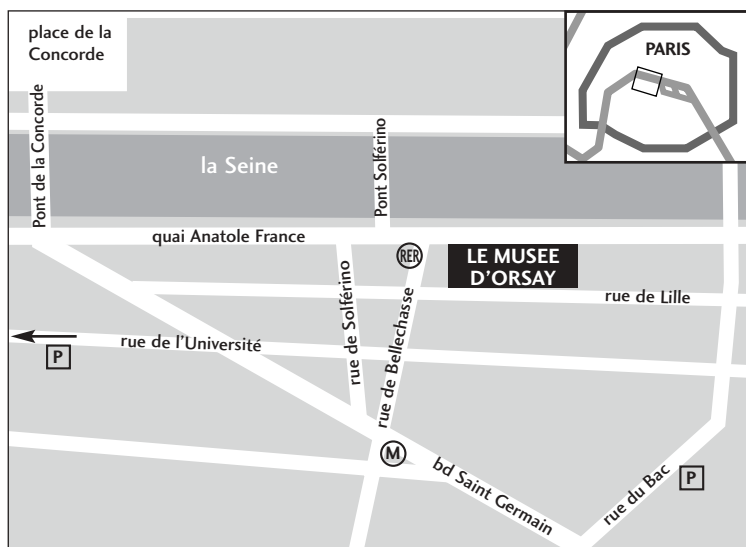 place de la
Concorde
PARIS
Pont de la Concorde
la Seine
Pont Solférino
quai Anatole France
RER
LE MUSEE
D'ORSAY
rue de Lille
rue de l'Université
P
rue de Solférino
rue de Bellechasse
M
bd Saint Germain
rue du Bac
P